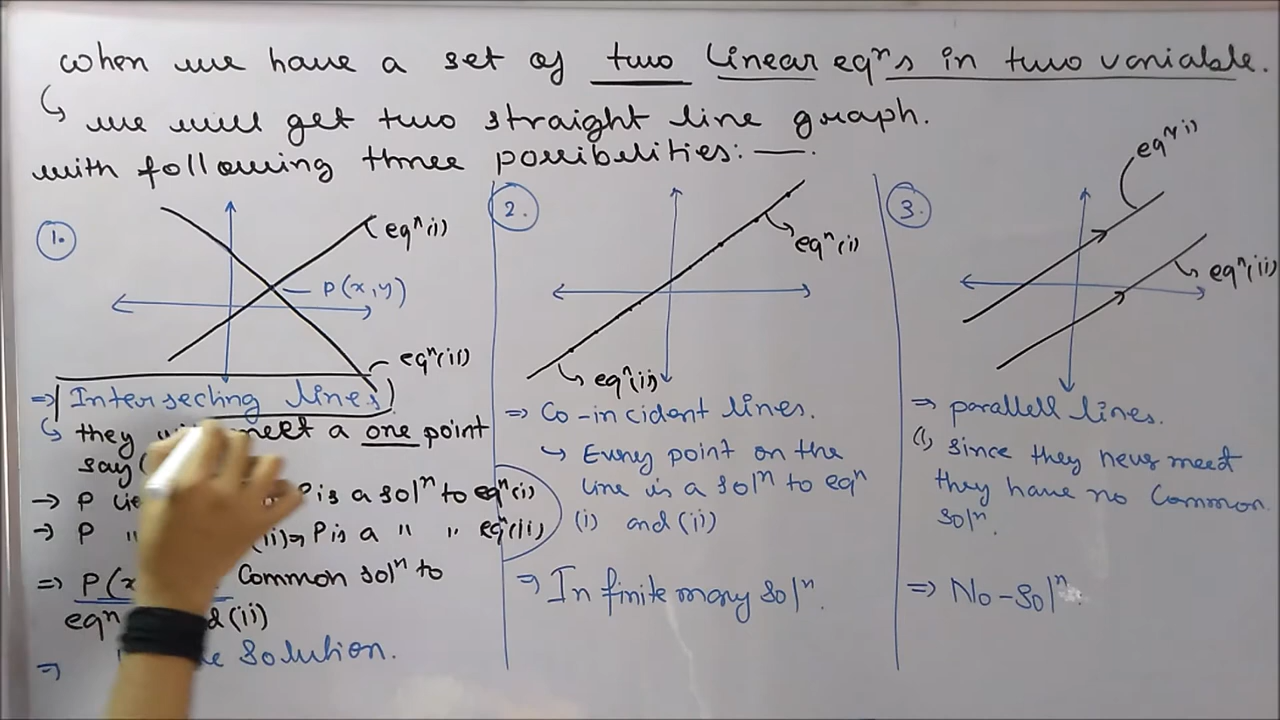 when we have a set of two linear eqⁿs in two variable.
↳ we will get two straight line graph.
with following three possibilities: —.
1.
eqⁿ(i)
P(x,y)
eqⁿ(ii)
⇒ Intersecting lines
↳ they meet a one point
say
→ P P is a solⁿ to eqⁿ(i)
→ P " (ii)⇒ P is a " " eqⁿ(ii)
⇒ P(x Common solⁿ to
eqⁿ (ii)
⇒ solution.
2.
eqⁿ(i)
eqⁿ(ii)
⇒ Co-incident lines.
↳ Every point on the
line is a solⁿ to eqⁿ
(i) and (ii)
⇒ Infinite many solⁿ.
3.
eqⁿ(i)
eqⁿ(ii)
⇒ parallell lines.
(i) since they never meet
they have no common
solⁿ.
⇒ No-solⁿ.